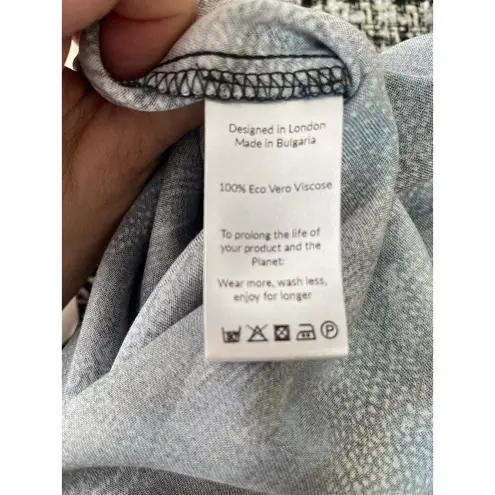 Designed in London
Made in Bulgaria
100% Eco Vero Viscose
To prolong the life of
your product and the
Planet:
Wear more, wash less,
enjoy for longer